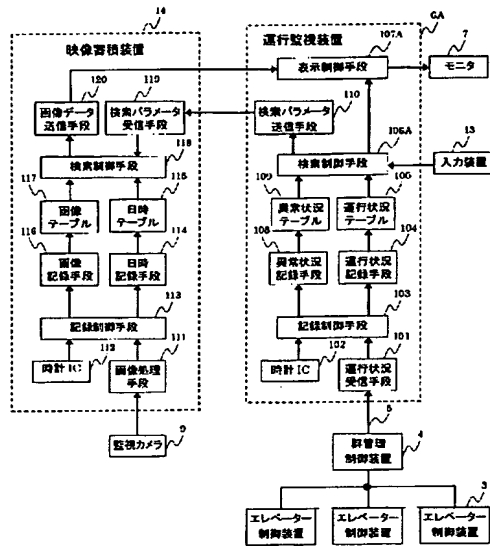 14
映像蓄積装置
120
119
画像データ
送信手段
検索パラメータ
受信手段
118
検索制御手段
117
115
画像
テーブル
日時
テーブル
116
114
画像
記録手段
日時
記録手段
113
記録制御手段
111
時計IC
112
画像処理
手段
監視カメラ
9
6A
運行監視装置
107A
表示制御手段
7
モニタ
110
検索パラメータ
送信手段
106A
検索制御手段
13
入力装置
109
105
異常状況
テーブル
運行状況
テーブル
108
104
異常状況
記録手段
運行状況
記録手段
103
記録制御手段
101
時計IC
102
運行状況
受信手段
5
4
群管理
制御装置
3
エレベーター
制御装置
エレベーター
制御装置
エレベーター
制御装置